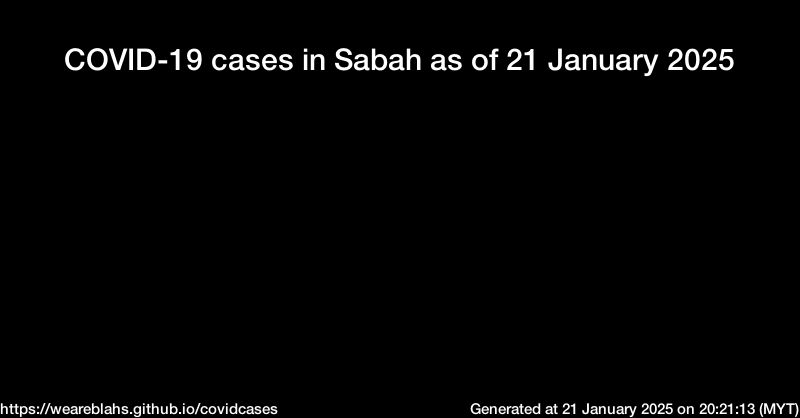 COVID-19 cases in Sabah as of 21 January 2025
https://weareblahs.github.io/covidcases
Generated at 21 January 2025 on 20:21:13 (MYT)